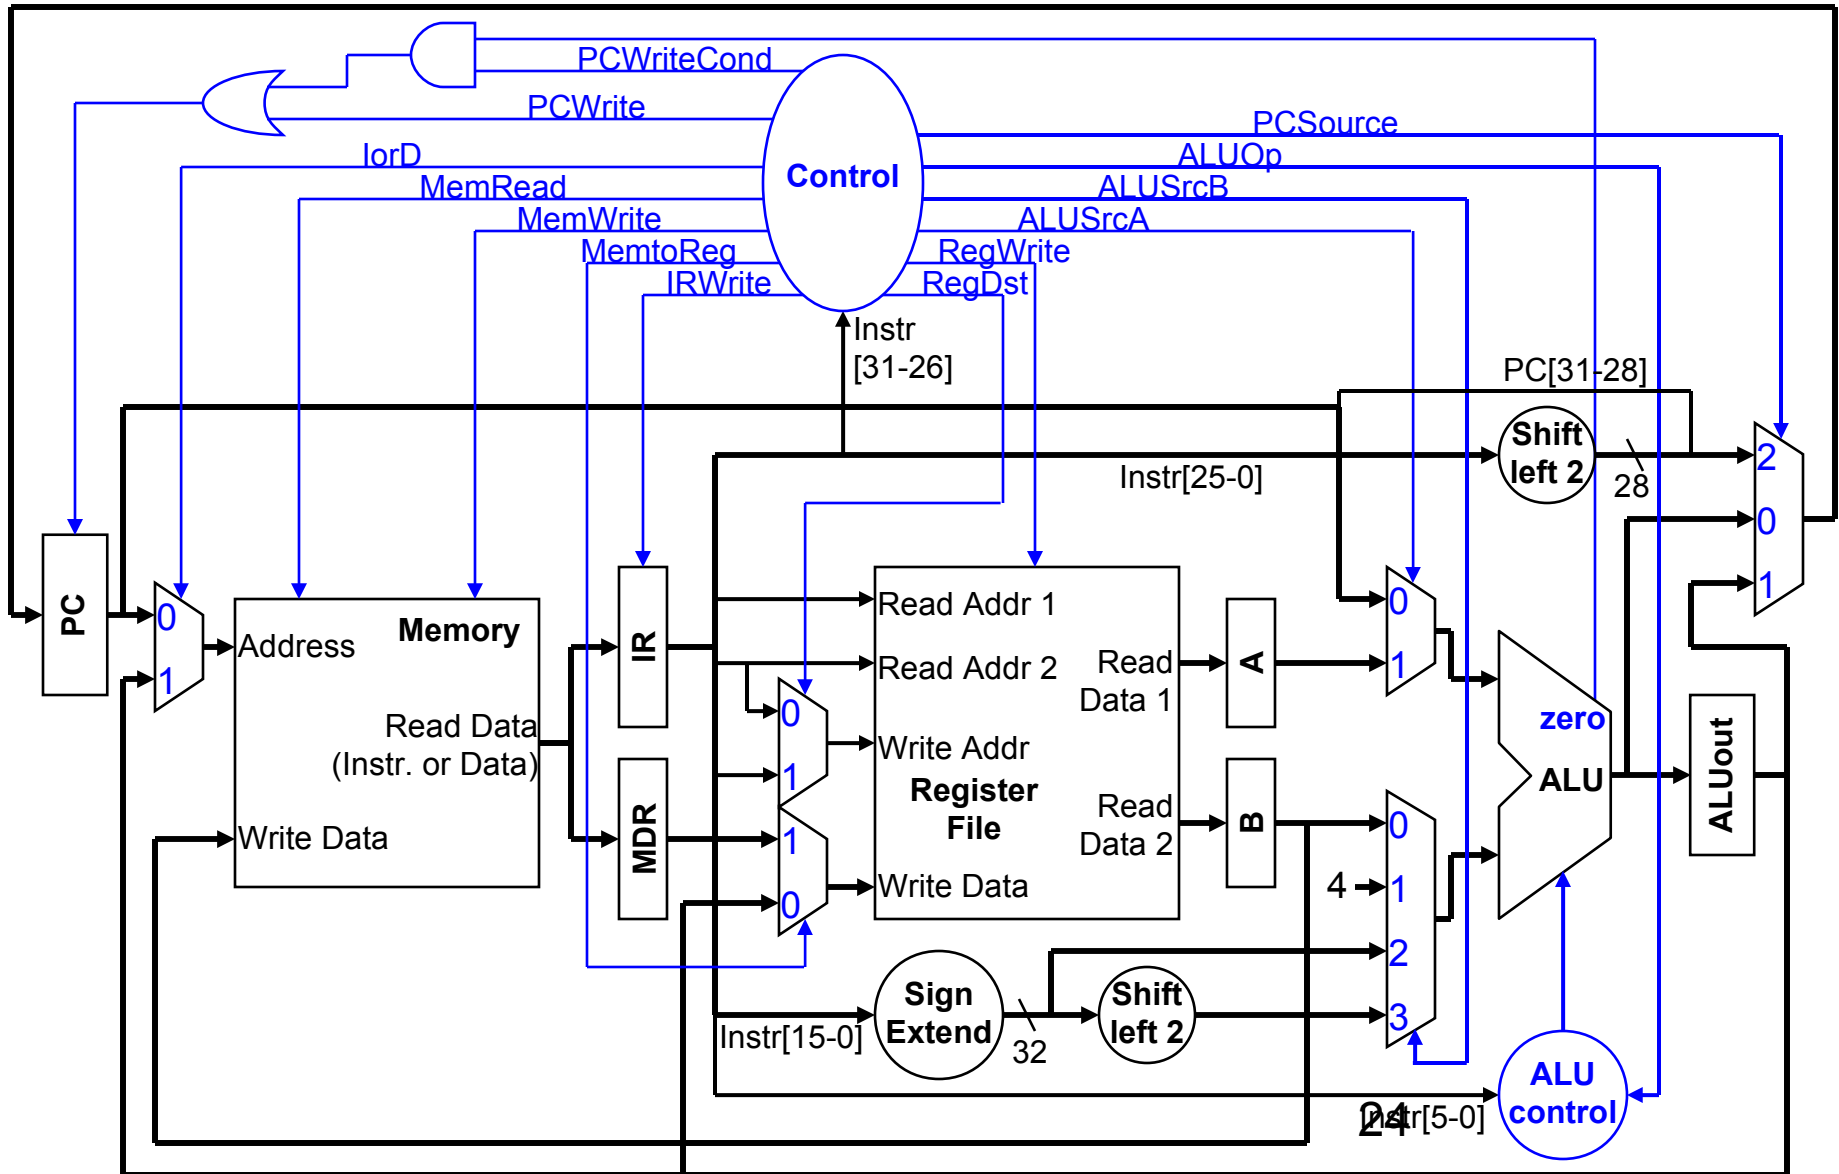 PCWriteCond
PCWrite
PCSource
IorD
ALUOp
Control
MemRead
ALUSrcB
MemWrite
ALUSrcA
MemtoReg
RegWrite
IRWrite
RegDst
Instr
[31-26]
PC[31-28]
Shift
left 2
2
Instr[25-0]
28
0
1
PC
0
1
Address
Memory
Read Data
(Instr. or Data)
Write Data
IR
MDR
0
1
1
0
Read Addr 1
Read Addr 2
Read
Data 1
Write Addr
Register
File
Read
Data 2
Write Data
A
B
0
1
4
0
1
2
3
zero
ALU
ALUout
Sign
Extend
Shift
left 2
Instr[15-0]
32
ALU
control
Instr[5-0]
24